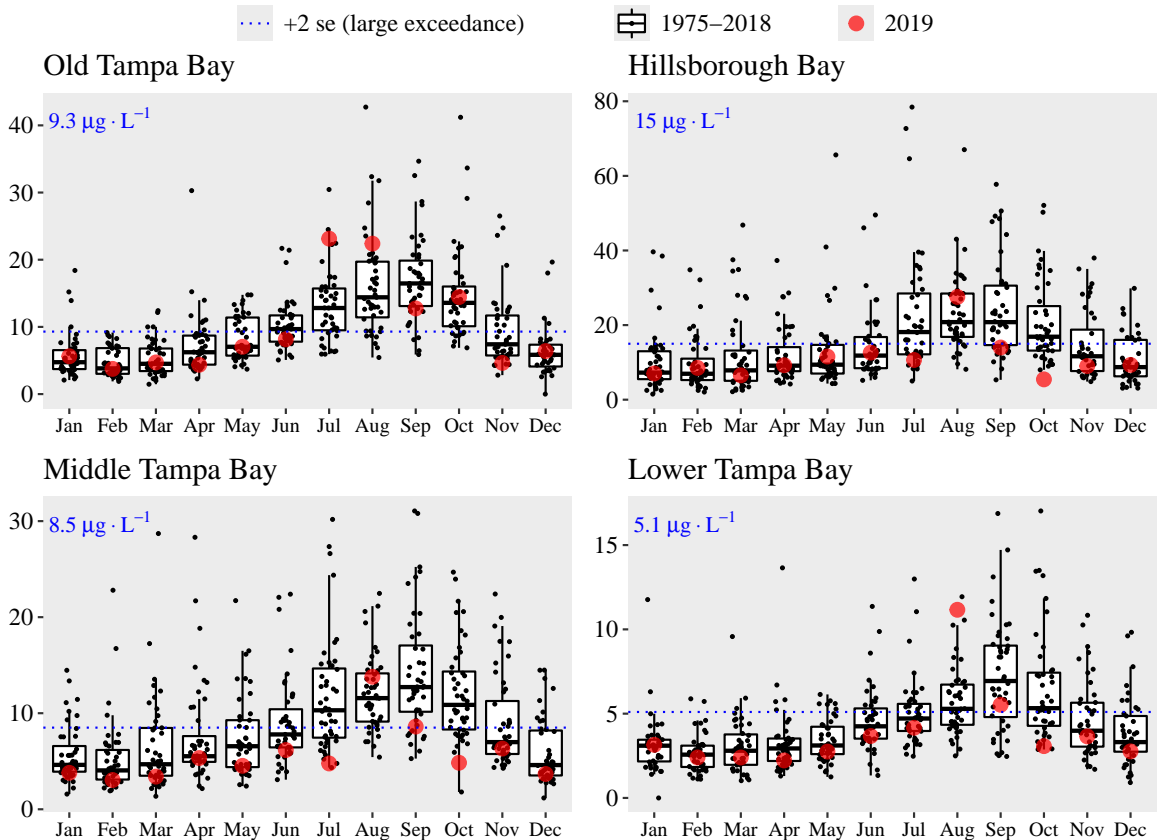 +2 se (large exceedance) 1975–2018 2019
Old Tampa Bay
9.3 μg · L⁻¹
40
30
20
10
0
Jan Feb Mar Apr May Jun Jul Aug Sep Oct Nov Dec
Hillsborough Bay
15 μg · L⁻¹
80
60
40
20
0
Jan Feb Mar Apr May Jun Jul Aug Sep Oct Nov Dec
Middle Tampa Bay
8.5 μg · L⁻¹
30
20
10
0
Jan Feb Mar Apr May Jun Jul Aug Sep Oct Nov Dec
Lower Tampa Bay
5.1 μg · L⁻¹
15
10
5
0
Jan Feb Mar Apr May Jun Jul Aug Sep Oct Nov Dec